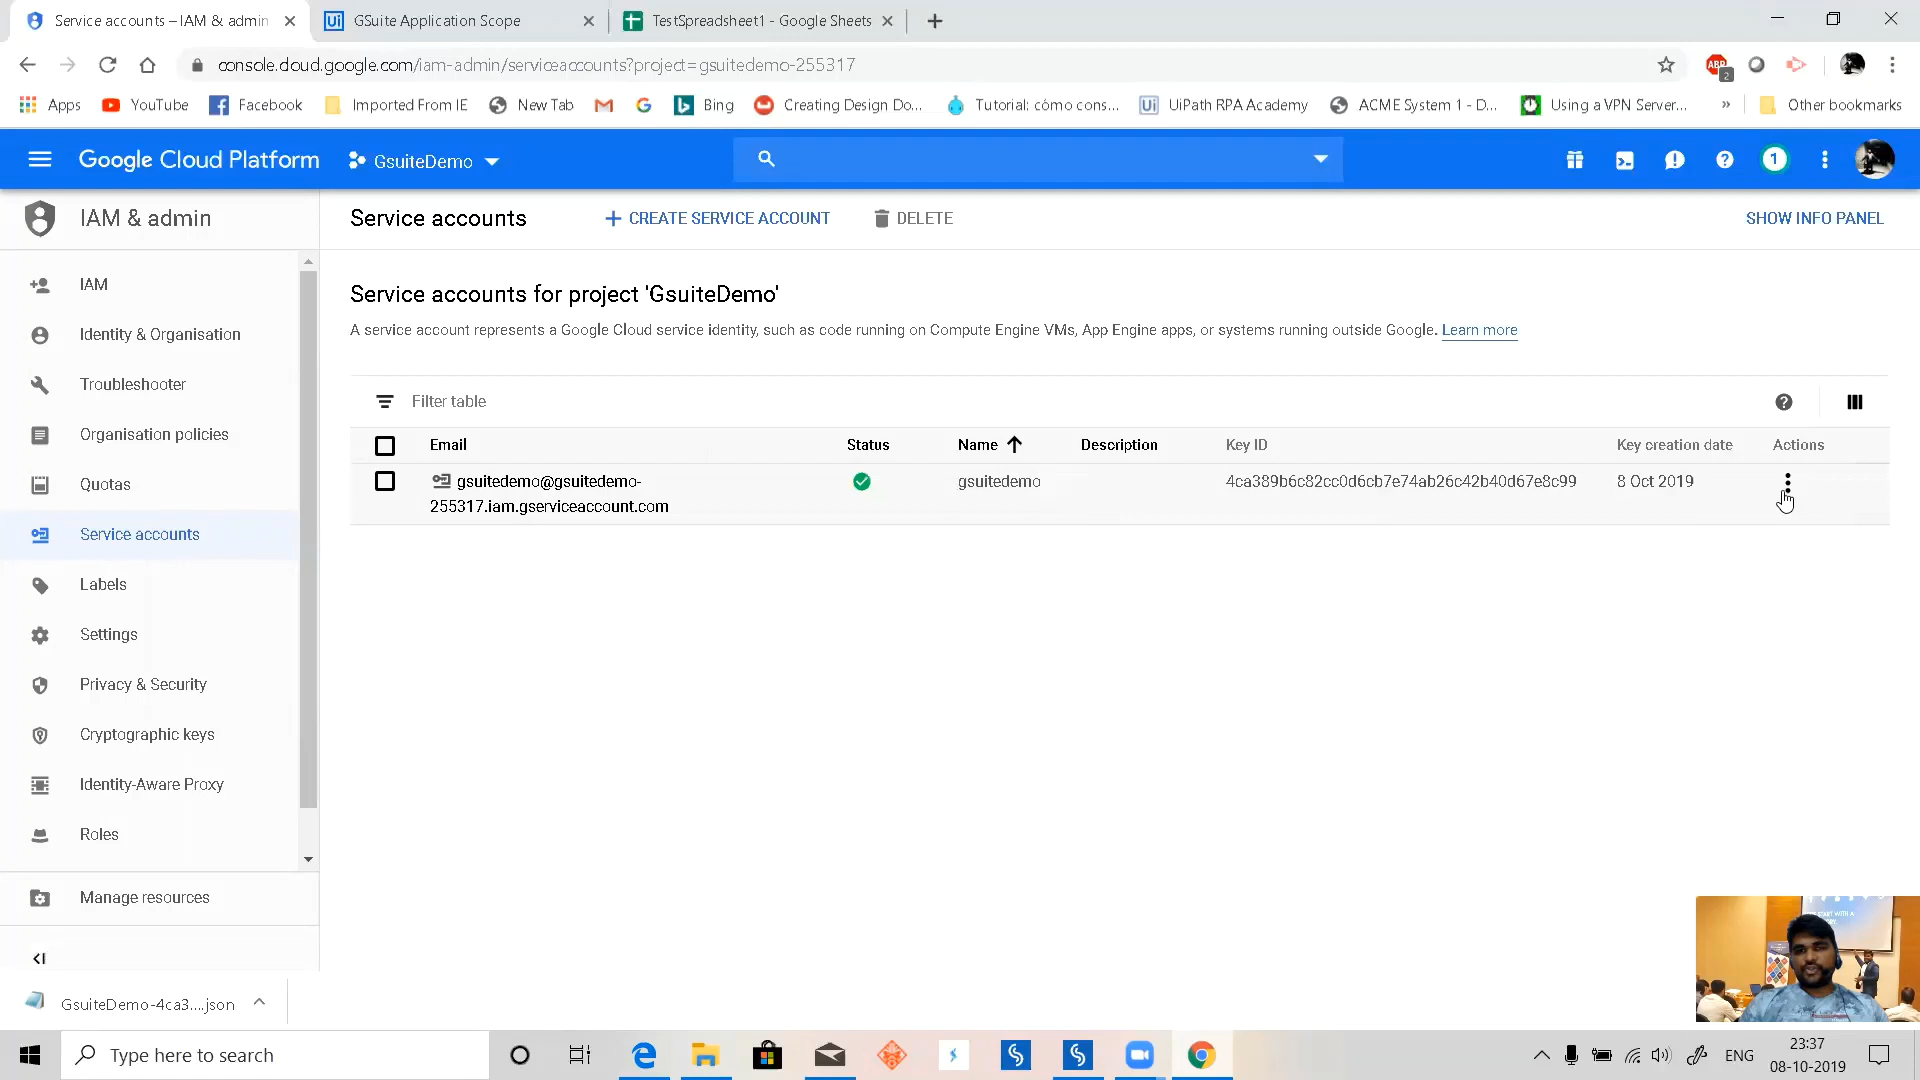 Service accounts – IAM & admin
GSuite Application Scope
TestSpreadsheet1 - Google Sheets
console.cloud.google.com/iam-admin/serviceaccounts?project=gsuitedemo-255317
ABP
2
Apps
YouTube
Facebook
Imported From IE
New Tab
Bing
Creating Design Do...
Tutorial: cómo cons...
UiPath RPA Academy
ACME System 1 - D...
Using a VPN Server...
»
Other bookmarks
Google Cloud Platform
GsuiteDemo
1
IAM & admin
Service accounts
CREATE SERVICE ACCOUNT
DELETE
SHOW INFO PANEL
IAM
Identity & Organisation
Troubleshooter
Organisation policies
Quotas
Service accounts
Labels
Settings
Privacy & Security
Cryptographic keys
Identity-Aware Proxy
Roles
Manage resources
Service accounts for project 'GsuiteDemo'
A service account represents a Google Cloud service identity, such as code running on Compute Engine VMs, App Engine apps, or systems running outside Google. Learn more
Filter table
Email Status Name Description Key ID Key creation date Actions
gsuitedemo@gsuitedemo- gsuitedemo 4ca389b6c82cc0d6cb7e74ab26c42b40d67e8c99 8 Oct 2019
255317.iam.gserviceaccount.com
START WITH A
GsuiteDemo-4ca3....json
Type here to search
ENG
23:37
08-10-2019